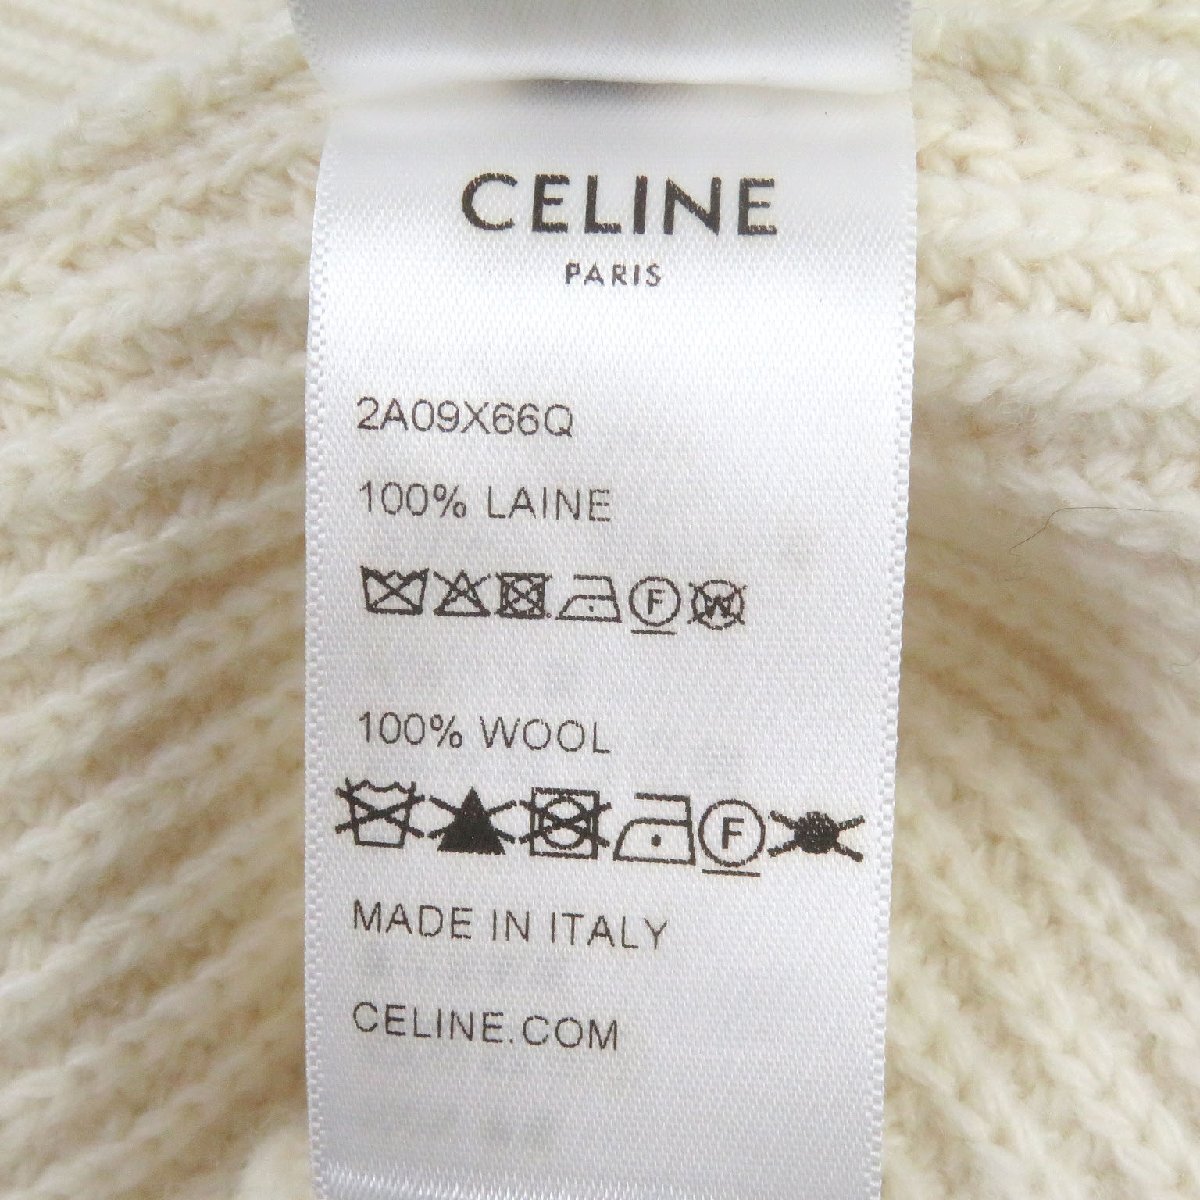 CELINE
PARIS
2A09X66Q
100% LAINE
F W
100% WOOL
F
MADE IN ITALY
CELINE.COM